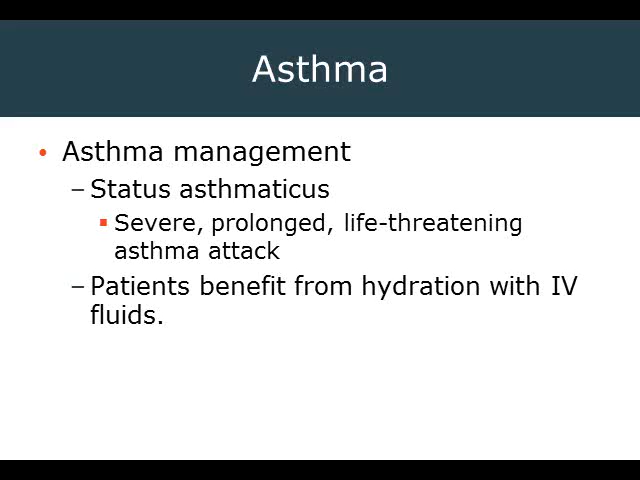 Asthma
• Asthma management
– Status asthmaticus
▪ Severe, prolonged, life-threatening
asthma attack
– Patients benefit from hydration with IV
fluids.